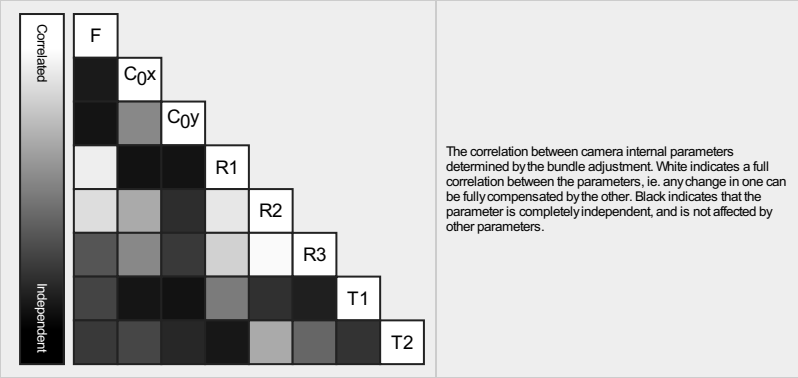 Correlated
Independent
F
C0x
C0y
R1
R2
R3
T1
T2
The correlation between camera internal parameters
determined by the bundle adjustment. White indicates a full
correlation between the parameters, ie. any change in one can
be fully compensated by the other. Black indicates that the
parameter is completely independent, and is not affected by
other parameters.